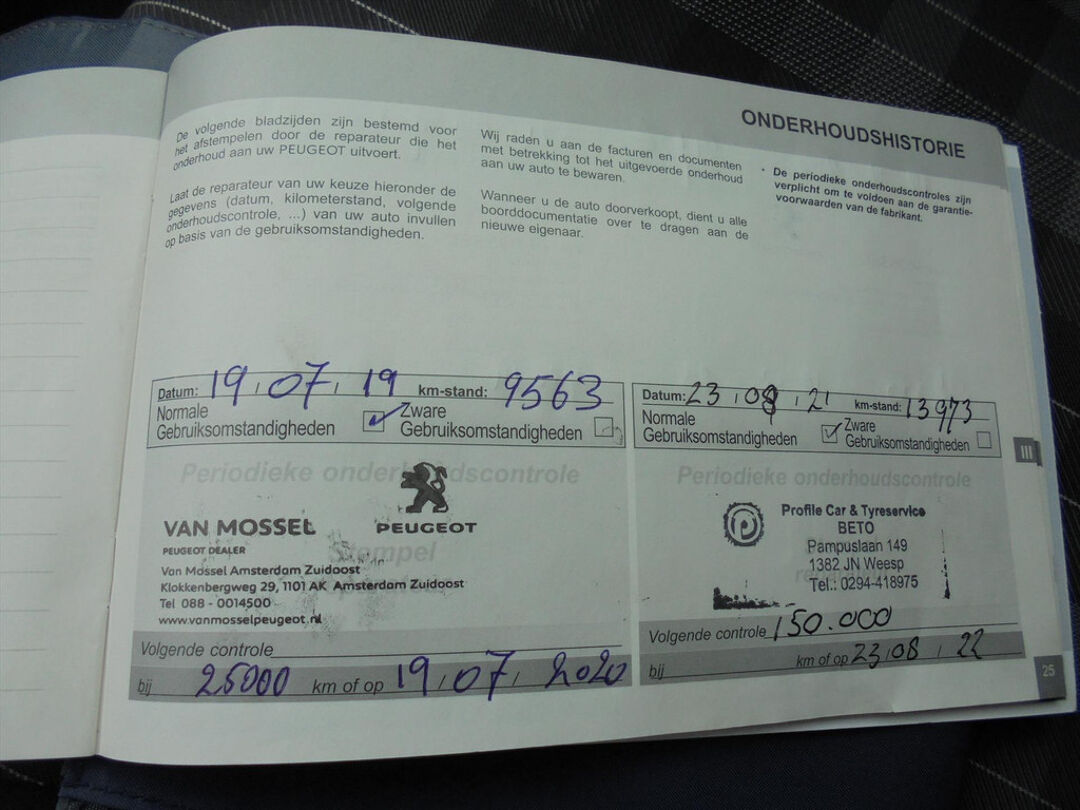 ONDERHOUDSHISTORIE
De volgende bladzijden zijn bestemd voor
het afstempelen door de reparateur die het
onderhoud aan uw PEUGEOT uitvoert.
Laat de reparateur van uw keuze hieronder de
gegevens (datum, kilometerstand, volgende
onderhoudscontrole, ...) van uw auto invullen
op basis van de gebruiksomstandigheden.
Wij raden u aan de facturen en documenten
met betrekking tot het uitgevoerde onderhoud
aan uw auto te bewaren.
Wanneer u de auto doorverkoopt, dient u alle
boorddocumentatie over te dragen aan de
nieuwe eigenaar.
De periodieke onderhoudscontroles zijn
verplicht om te voldoen aan de garantie-
voorwaarden van de fabrikant.
Datum: 19 07 19 km-stand: 9563
Normale
Gebruiksomstandigheden
Zware
Gebruiksomstandigheden
Periodieke onderhoudscontrole
VAN MOSSEL
PEUGEOT DEALER
PEUGEOT
Stempel
Van Mossel Amsterdam Zuidoost
Klokkenbergweg 29, 1101 AK Amsterdam Zuidoost
Tel 088 - 0014500
www.vanmosselpeugeot.nl
Volgende controle
bij 25000 km of op 19 07 2020
Datum: 23 08 21 km-stand: 13973
Normale
Gebruiksomstandigheden
Zware
Gebruiksomstandigheden
Periodieke onderhoudscontrole
Profile Car & Tyreservice
BETO
Pampuslaan 149
1382 JN Weesp
Tel.: 0294-418975
Volgende controle 150.000
bij km of op 23 08 22
III
25